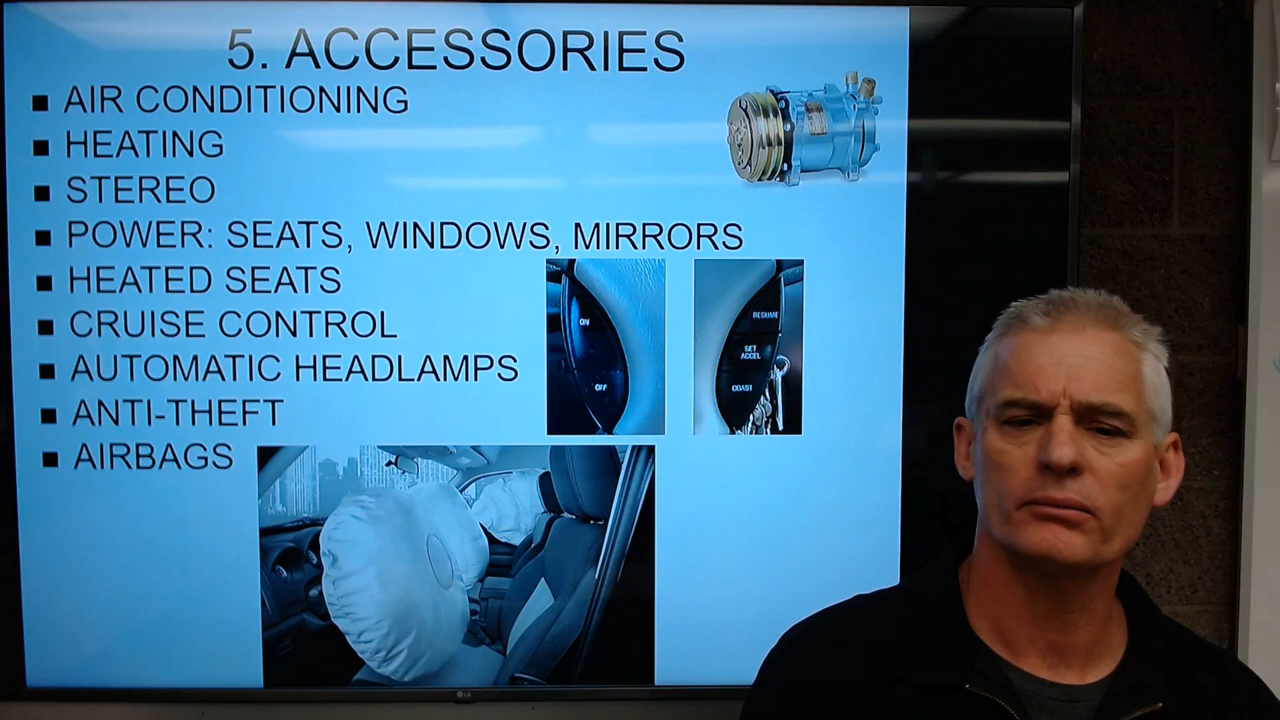 5. ACCESSORIES
■ AIR CONDITIONING
■ HEATING
■ STEREO
■ POWER: SEATS, WINDOWS, MIRRORS
■ HEATED SEATS
■ CRUISE CONTROL
■ AUTOMATIC HEADLAMPS
■ ANTI-THEFT
■ AIRBAGS
ON
OFF
RESUME
SET
ACCEL
COAST
LG